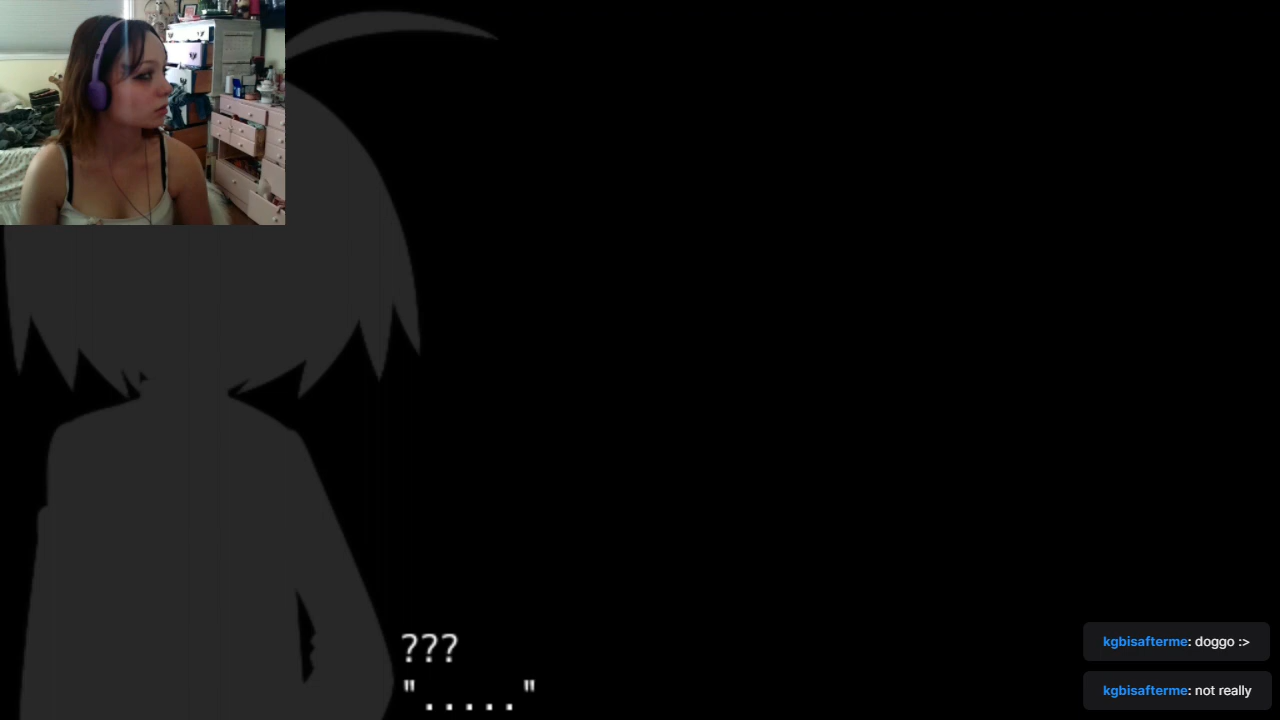 ???
"....."
kgbisafterme: doggo :>
kgbisafterme: not really